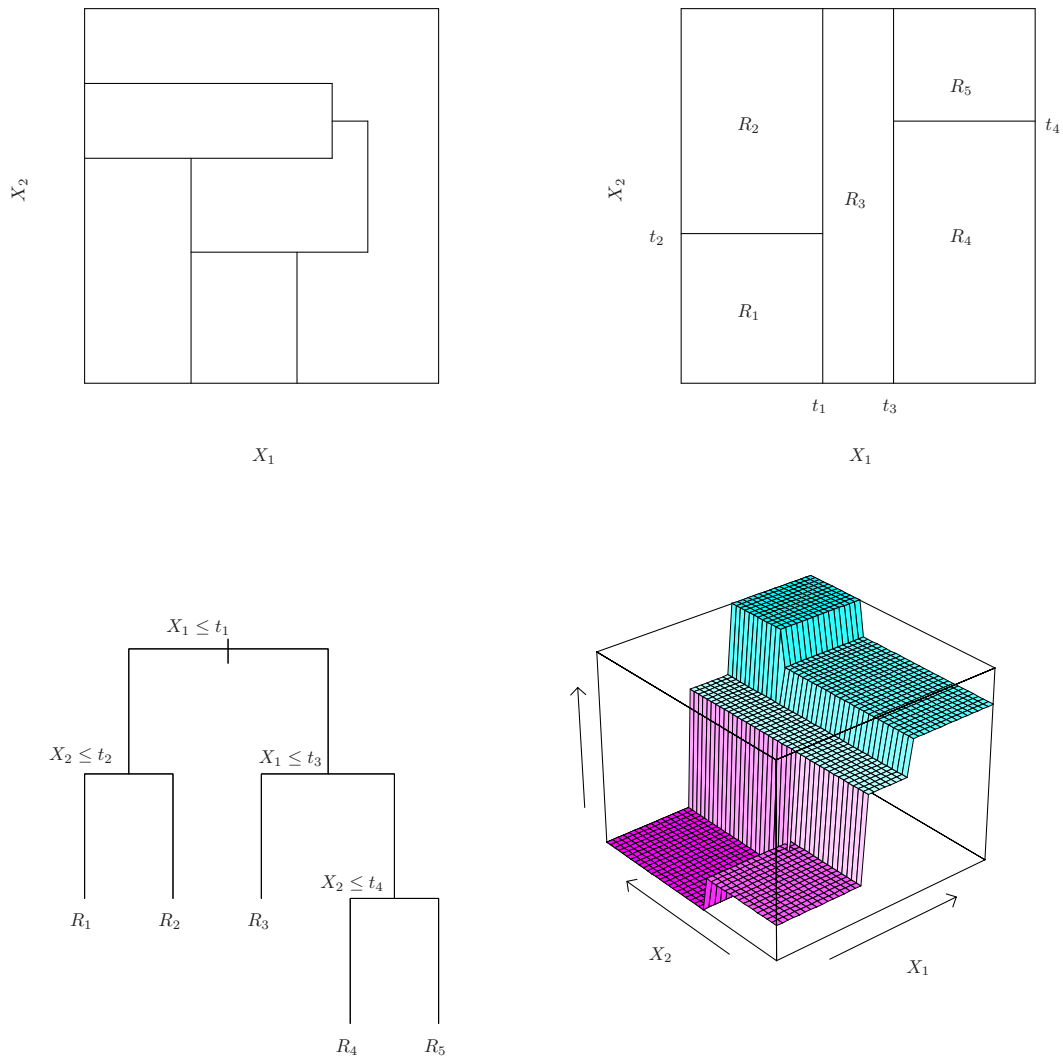 X₂
X₁
R₂
R₅
t₄
X₂
R₃
t₂
R₄
R₁
t₁
t₃
X₁
X₁ ≤ t₁
X₂ ≤ t₂
X₁ ≤ t₃
X₂ ≤ t₄
R₁
R₂
R₃
R₄
R₅
X₂
X₁